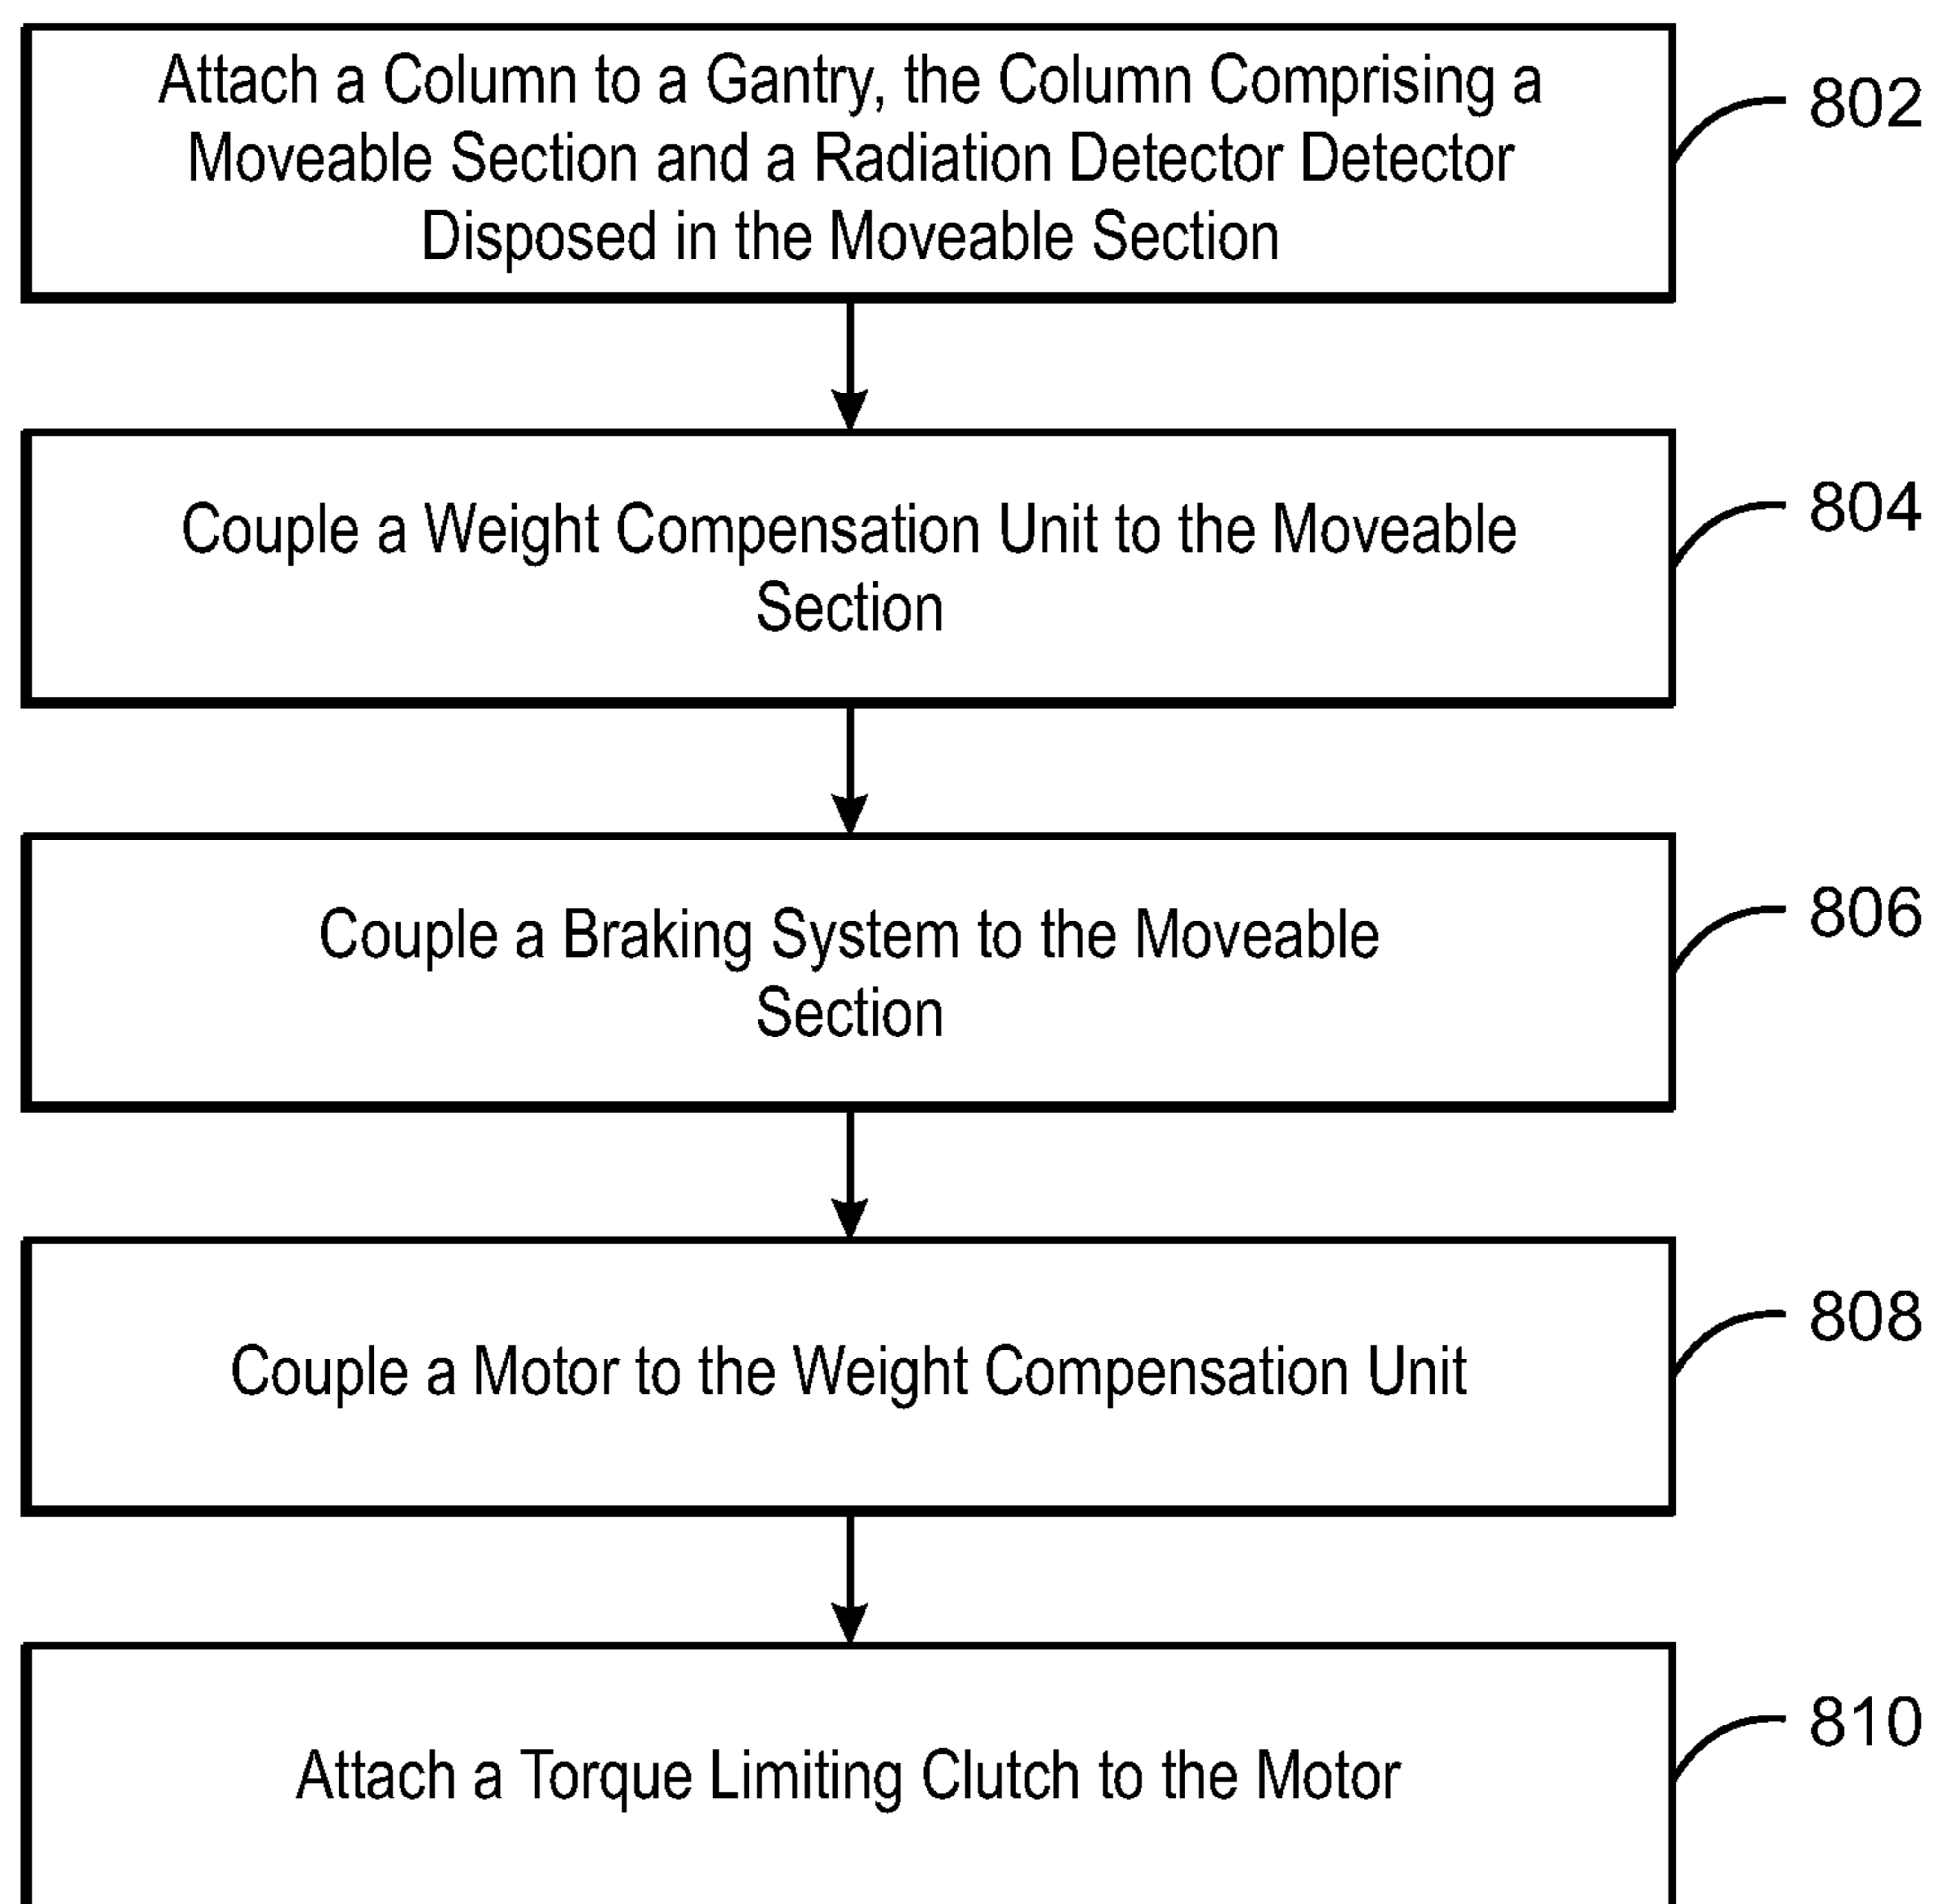 Attach a Column to a Gantry, the Column Comprising a
Moveable Section and a Radiation Detector Detector
Disposed in the Moveable Section
802
Couple a Weight Compensation Unit to the Moveable
Section
804
Couple a Braking System to the Moveable
Section
806
Couple a Motor to the Weight Compensation Unit
808
Attach a Torque Limiting Clutch to the Motor
810